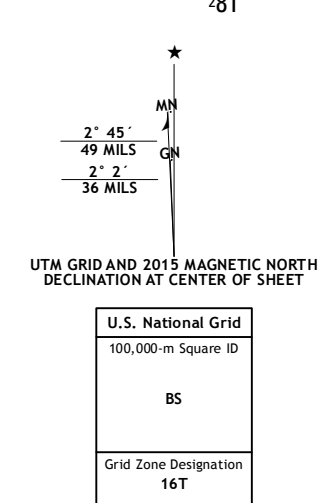 ²81
MN
2° 45´
49 MILS
GN
2° 2´
36 MILS
UTM GRID AND 2015 MAGNETIC NORTH
DECLINATION AT CENTER OF SHEET
U.S. National Grid
100,000-m Square ID
BS
Grid Zone Designation
16T